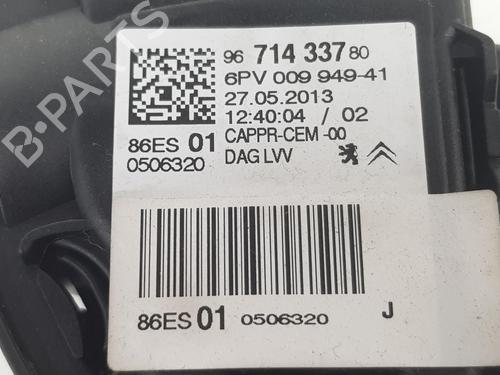 96 714 337 80
6PV 009 949-41
27.05.2013
12:40:04 / 02
86ES 01 CAPPR-CEM -00
0506320 DAG LVV
86ES 01 0506320 J
B-PARTS